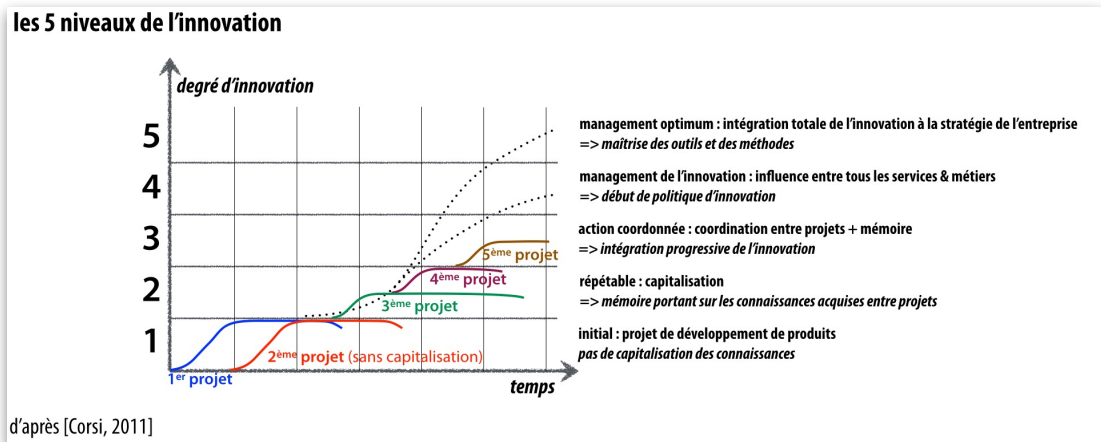 les 5 niveaux de l'innovation
degré d'innovation
5
management optimum : intégration totale de l'innovation à la stratégie de l'entreprise
=> maîtrise des outils et des méthodes
4
management de l'innovation : influence entre tous les services & métiers
=> début de politique d'innovation
3
action coordonnée : coordination entre projets + mémoire
=> intégration progressive de l'innovation
5ème projet
4ème projet
2
répétable : capitalisation
=> mémoire portant sur les connaissances acquises entre projets
3ème projet
1
initial : projet de développement de produits
pas de capitalisation des connaissances
2ème projet (sans capitalisation)
1er projet
temps
d'après [Corsi, 2011]